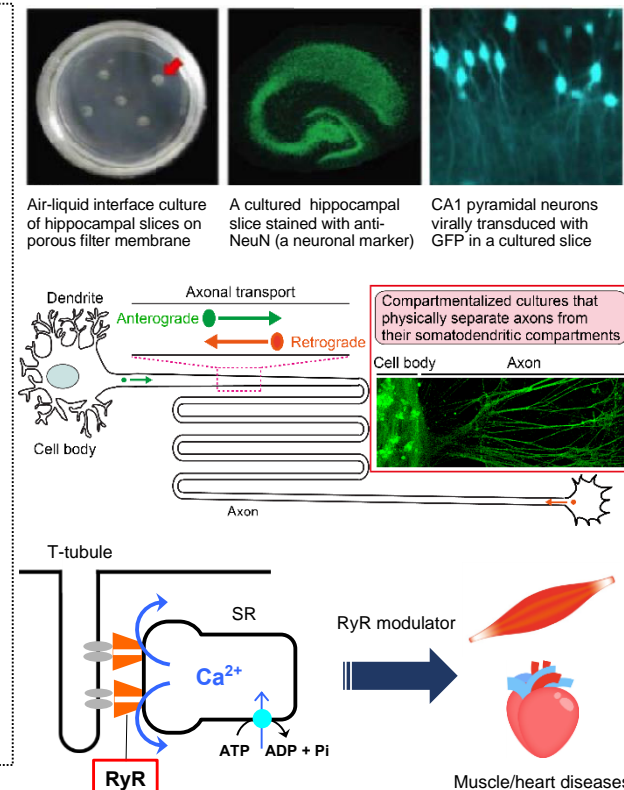 Air-liquid interface culture
of hippocampal slices on
porous filter membrane
A cultured hippocampal
slice stained with anti-
NeuN (a neuronal marker)
CA1 pyramidal neurons
virally transduced with
GFP in a cultured slice
Dendrite
Axonal transport
Anterograde
Retrograde
Cell body
Axon
Compartmentalized cultures that
physically separate axons from
their somatodendritic compartments
Cell body
Axon
T-tubule
SR
Ca2+
ATP
ADP + Pi
RyR
RyR modulator
Muscle/heart diseases